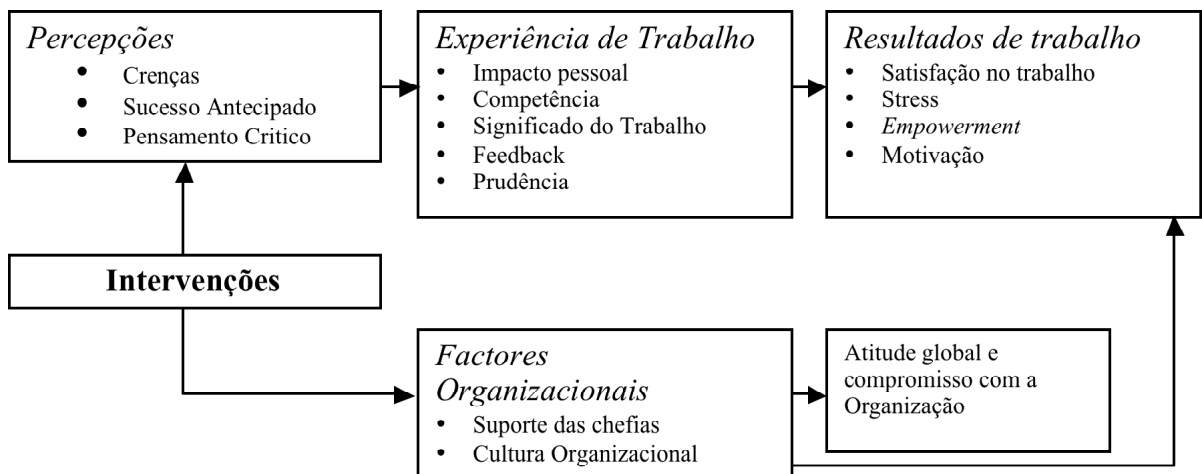 Percepções
• Crenças
• Sucesso Antecipado
• Pensamento Critico
Experiência de Trabalho
• Impacto pessoal
• Competência
• Significado do Trabalho
• Feedback
• Prudência
Resultados de trabalho
• Satisfação no trabalho
• Stress
• Empowerment
• Motivação
Intervenções
Factores
Organizacionais
• Suporte das chefias
• Cultura Organizacional
Atitude global e
compromisso com a
Organização